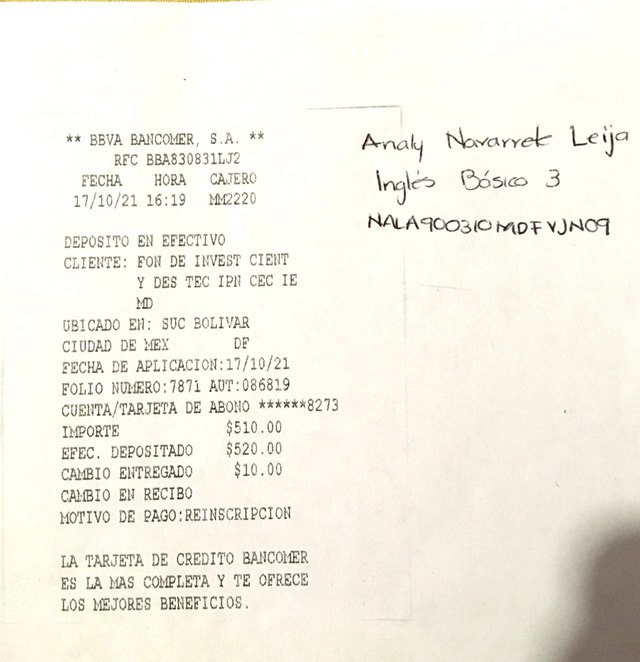 ** BBVA BANCOMER, S.A. **
RFC BBA830831LJ2
FECHA HORA CAJERO
17/10/21 16:19 MM2220
DEPOSITO EN EFECTIVO
CLIENTE: FON DE INVEST CIENT
Y DES TEC IPN CEC IE
MD
UBICADO EN: SUC BOLIVAR
CIUDAD DE MEX DF
FECHA DE APLICACION:17/10/21
FOLIO NUMERO:7871 AUT:086819
CUENTA/TARJETA DE ABONO ******8273
IMPORTE $510.00
EFEC. DEPOSITADO $520.00
CAMBIO ENTREGADO $10.00
CAMBIO EN RECIBO
MOTIVO DE PAGO:REINSCRIPCION
LA TARJETA DE CREDITO BANCOMER
ES LA MAS COMPLETA Y TE OFRECE
LOS MEJORES BENEFICIOS.
Analy Navarrete Leija
Inglés Básico 3
NALA900310MDFVJN09